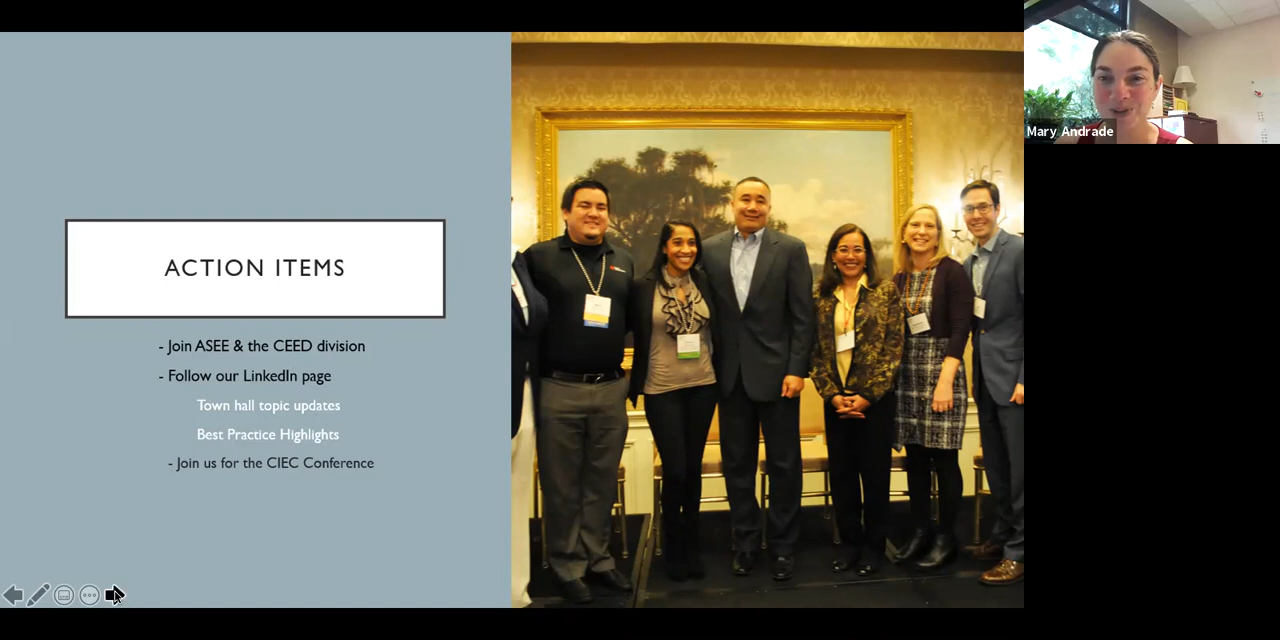 Mary Andrade
ACTION ITEMS
- Join ASEE & the CEED division
- Follow our LinkedIn page
Town hall topic updates
Best Practice Highlights
- Join us for the CIEC Conference